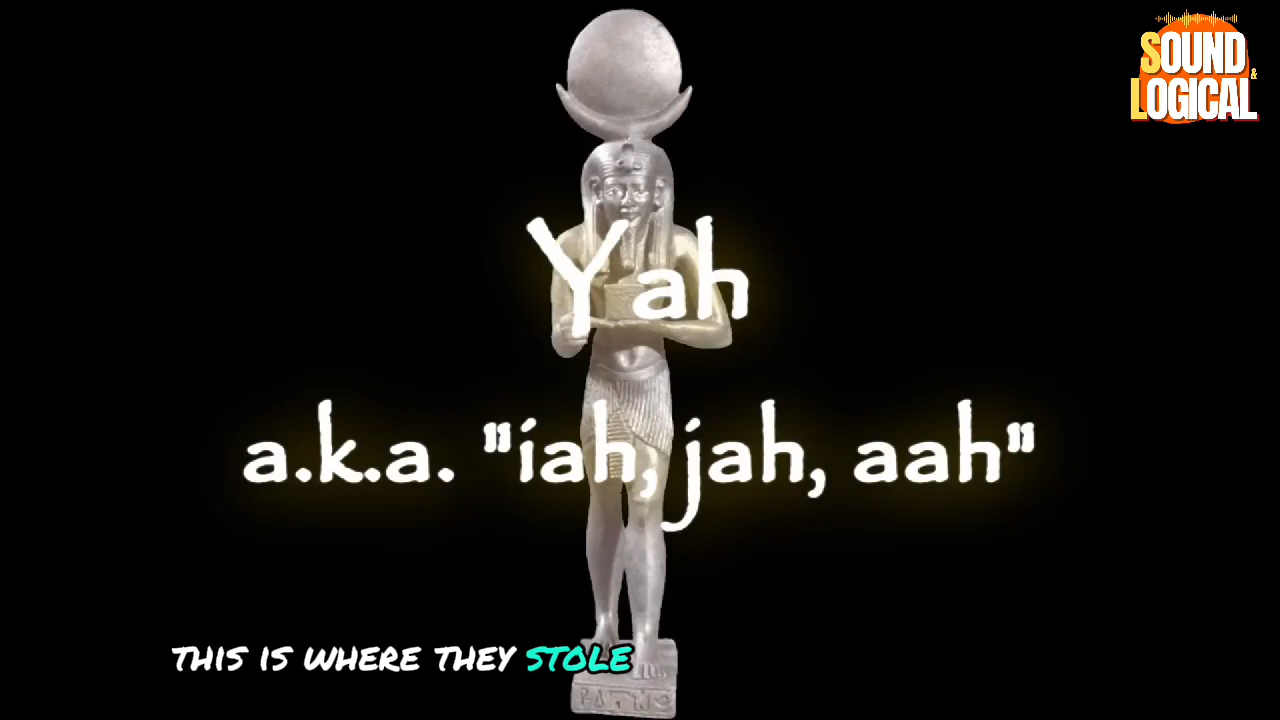 SOUND
&
LOGICAL
Yah
a.k.a. "iah, jah, aah"
THIS IS WHERE THEY STOLE